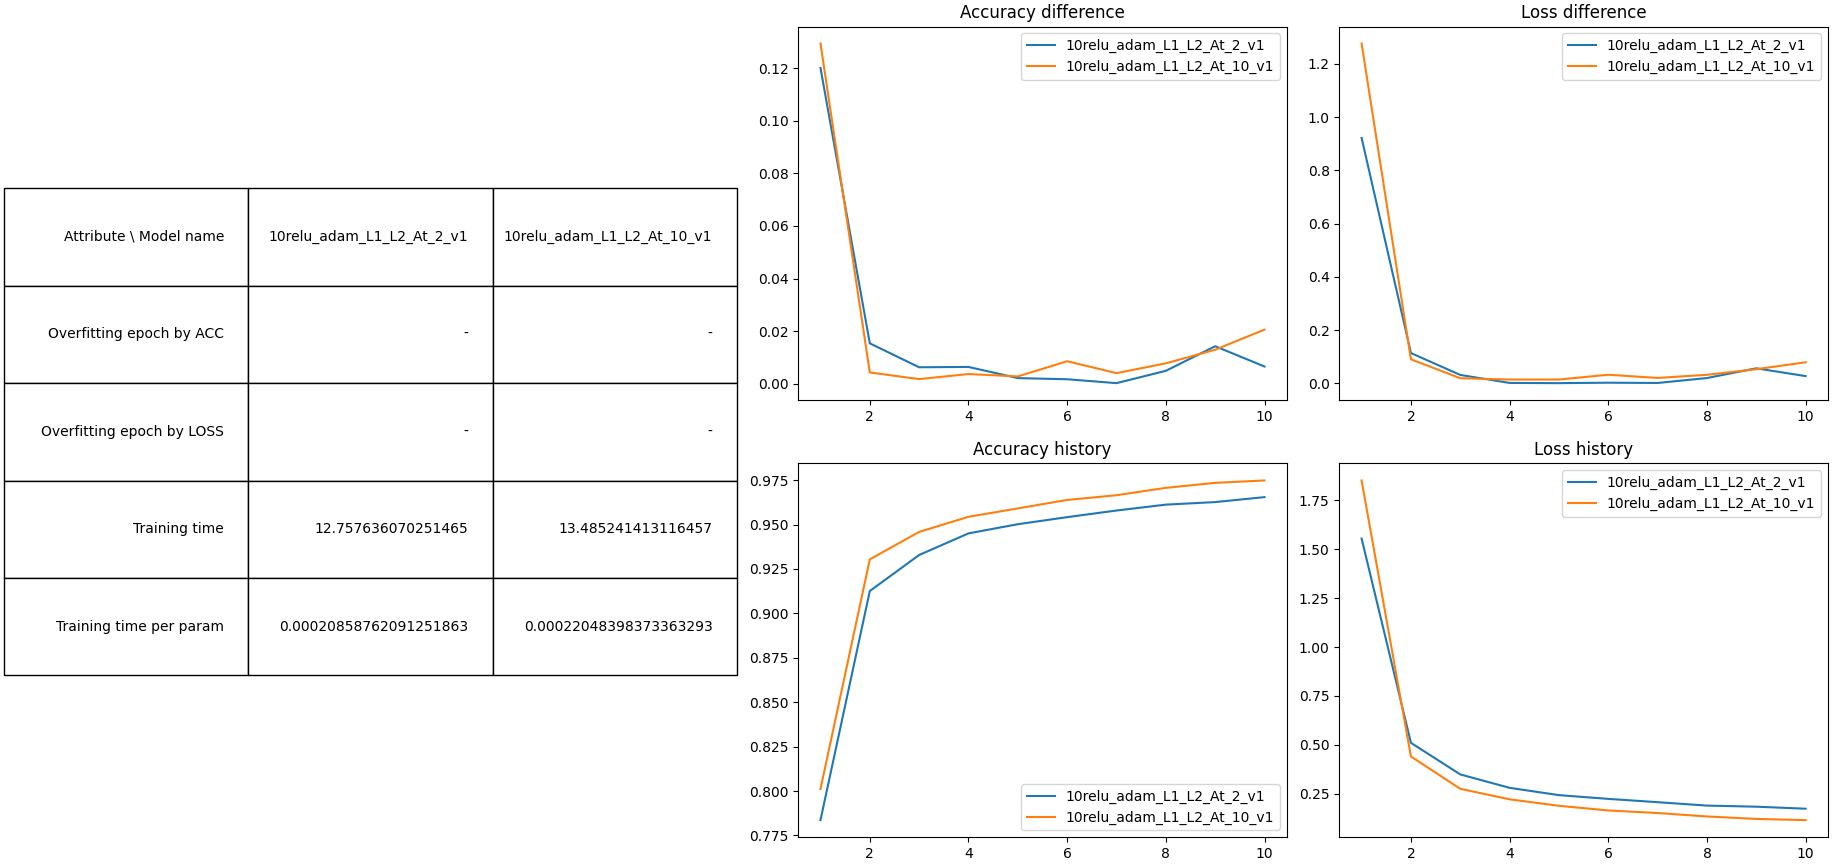 Attribute \ Model name 10relu_adam_L1_L2_At_2_v1 10relu_adam_L1_L2_At_10_v1
Overfitting epoch by ACC - -
Overfitting epoch by LOSS - -
Training time 12.757636070251465 13.485241413116457
Training time per param 0.00020858762091251863 0.00022048398373363293
Accuracy difference
10relu_adam_L1_L2_At_2_v1
10relu_adam_L1_L2_At_10_v1
0.12
0.10
0.08
0.06
0.04
0.02
0.00
2 4 6 8 10
Loss difference
10relu_adam_L1_L2_At_2_v1
10relu_adam_L1_L2_At_10_v1
1.2
1.0
0.8
0.6
0.4
0.2
0.0
2 4 6 8 10
Accuracy history
0.975
0.950
0.925
0.900
0.875
0.850
0.825
0.800
0.775
10relu_adam_L1_L2_At_2_v1
10relu_adam_L1_L2_At_10_v1
2 4 6 8 10
Loss history
10relu_adam_L1_L2_At_2_v1
10relu_adam_L1_L2_At_10_v1
1.75
1.50
1.25
1.00
0.75
0.50
0.25
2 4 6 8 10